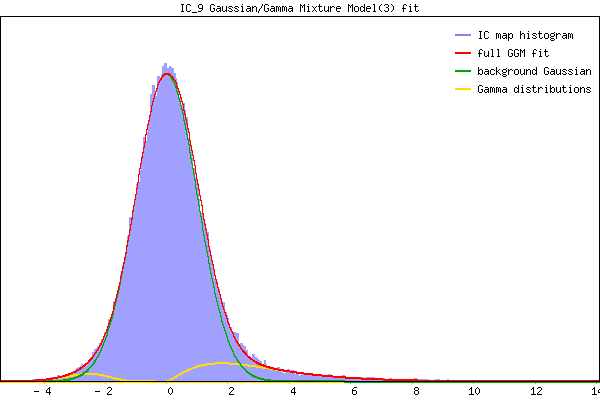 IC_9 Gaussian/Gamma Mixture Model(3) fit
IC map histogram
full GGM fit
background Gaussian
Gamma distributions
-4 -2 0 2 4 6 8 10 12 14